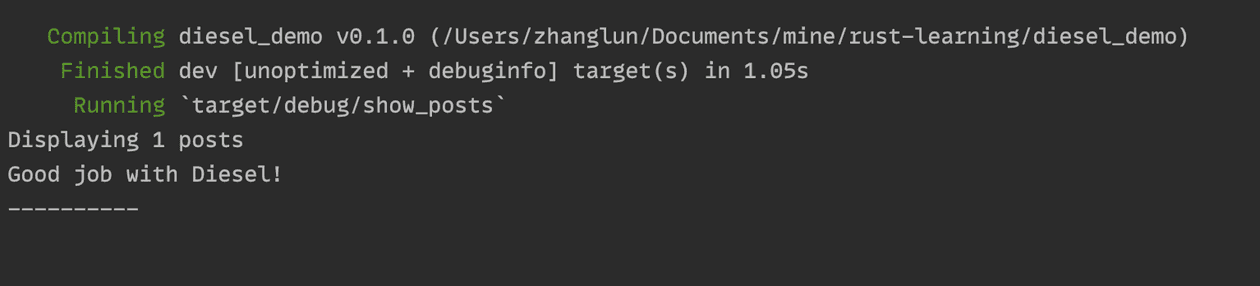 Compiling diesel_demo v0.1.0 (/Users/zhanglun/Documents/mine/rust-learning/diesel_demo)
Finished dev [unoptimized + debuginfo] target(s) in 1.05s
Running `target/debug/show_posts`
Displaying 1 posts
Good job with Diesel!
----------